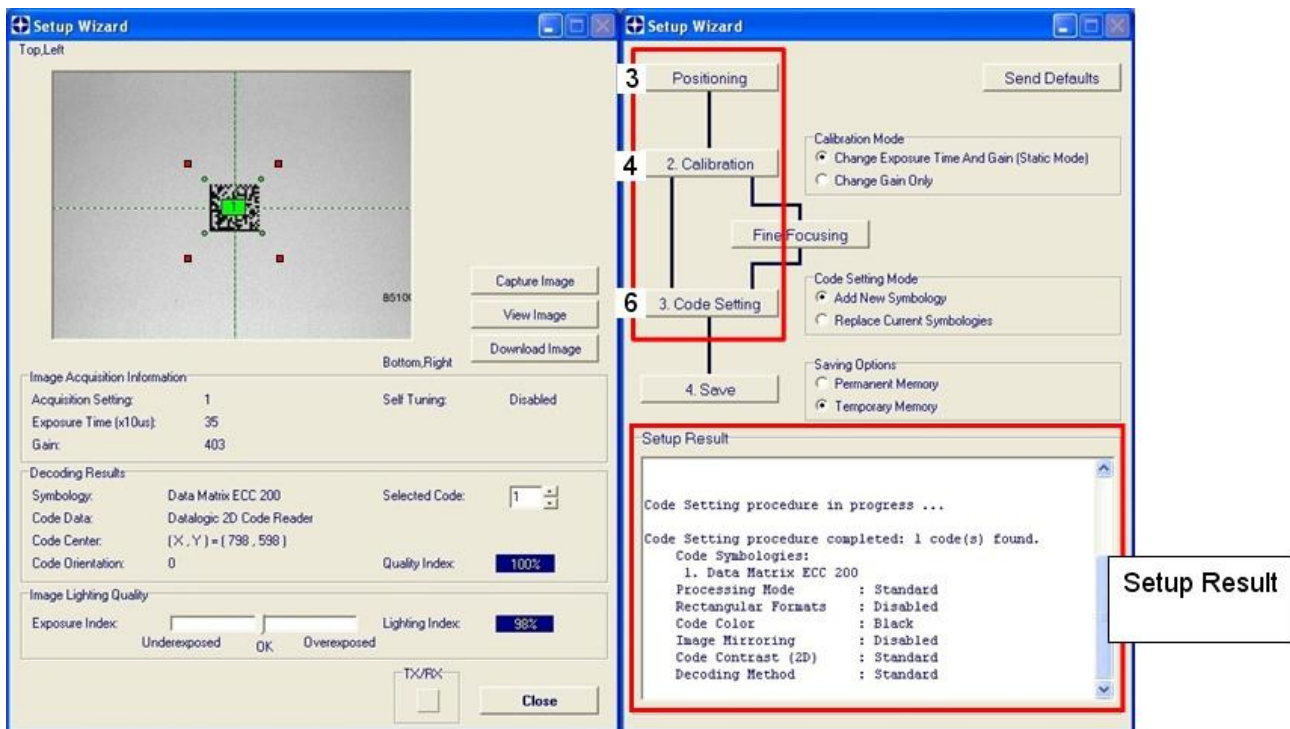 Setup Wizard
Top,Left
1
8510
Capture Image
View Image
Download Image
Bottom,Right
Image Acquisition Information
Acquisition Setting: 1 Self Tuning: Disabled
Exposure Time (x10us): 35
Gain: 403
Decoding Results
Symbology: Data Matrix ECC 200 Selected Code: 1
Code Data: Datalogic 2D Code Reader
Code Center: (X,Y)=(798,598)
Code Orientation: 0 Quality Index: 100%
Image Lighting Quality
Exposure Index: Lighting Index: 98%
Underexposed OK Overexposed
TX/RX
Close
Setup Wizard
3 Positioning Send Defaults
Calibration Mode
4 2. Calibration
Change Exposure Time And Gain (Static Mode)
Change Gain Only
Fine Focusing
Code Setting Mode
6 3. Code Setting
Add New Symbology
Replace Current Symbologies
Saving Options
4. Save
Permanent Memory
Temporary Memory
Setup Result
Code Setting procedure in progress ...
Code Setting procedure completed: 1 code(s) found.
Code Symbologies:
1. Data Matrix ECC 200
Processing Mode : Standard
Rectangular Formats : Disabled
Code Color : Black
Image Mirroring : Disabled
Code Contrast (2D) : Standard
Decoding Method : Standard
Setup Result